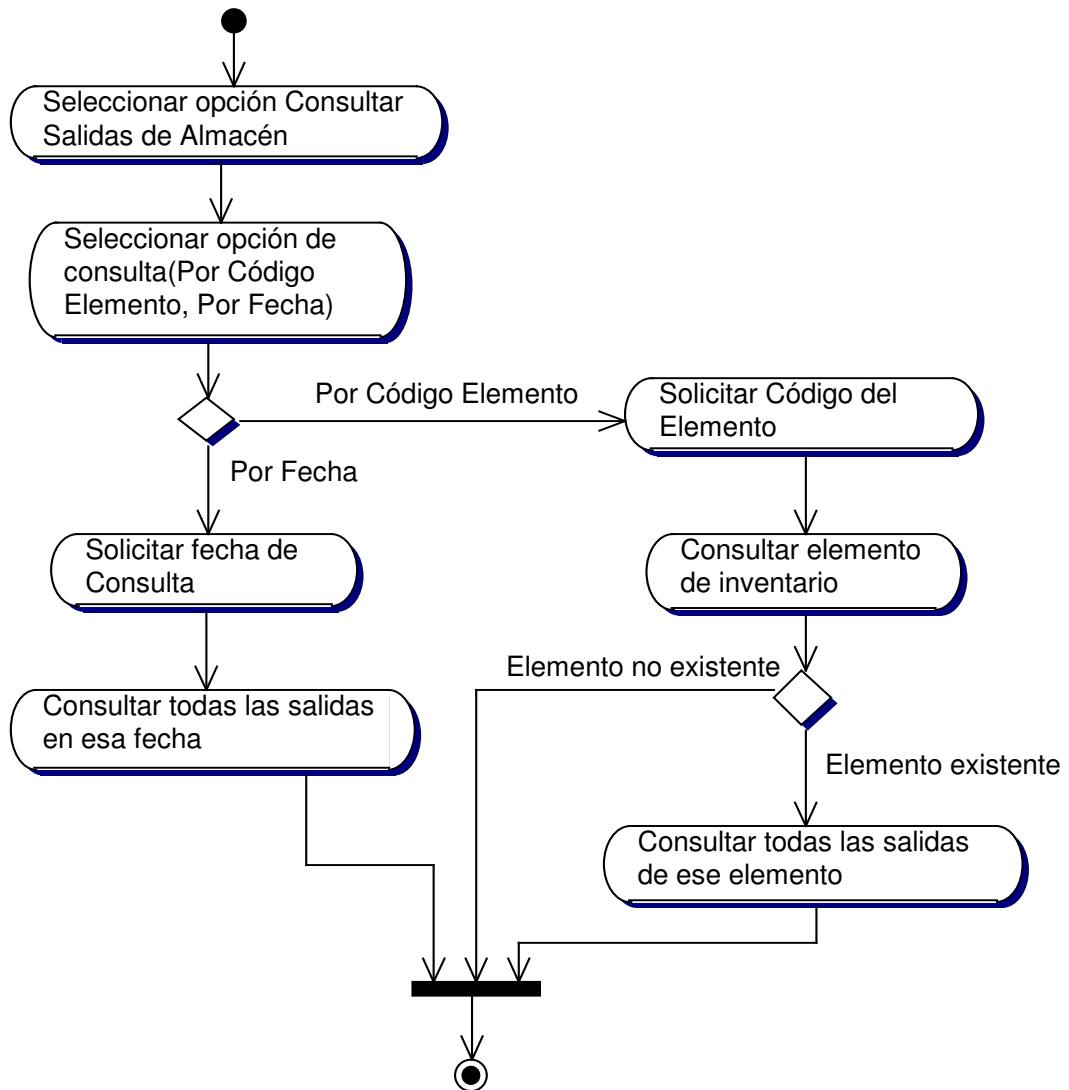 Seleccionar opción Consultar
Salidas de Almacén
Seleccionar opción de
consulta(Por Código
Elemento, Por Fecha)
Por Código Elemento
Solicitar Código del
Elemento
Por Fecha
Solicitar fecha de
Consulta
Consultar elemento
de inventario
Elemento no existente
Consultar todas las salidas
en esa fecha
Elemento existente
Consultar todas las salidas
de ese elemento